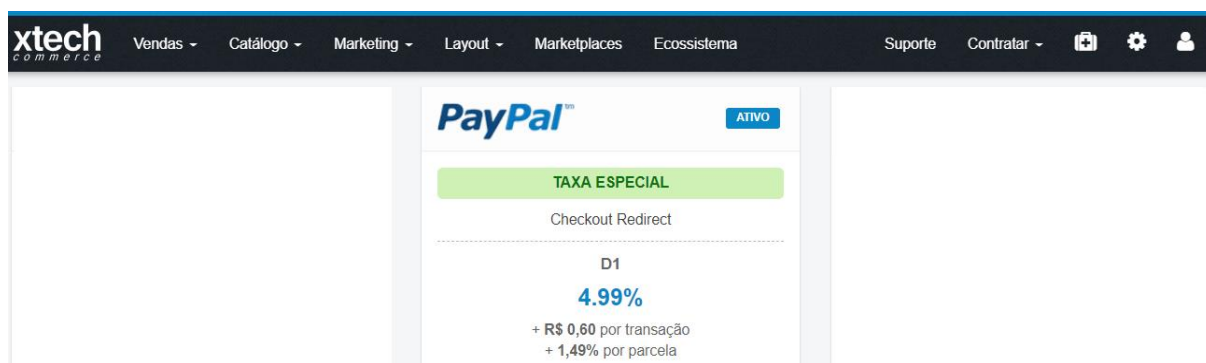 xtech
commerce
Vendas Catálogo Marketing Layout Marketplaces Ecossistema Suporte Contratar
PayPal™
ATIVO
TAXA ESPECIAL
Checkout Redirect
D1
4.99%
+ R$ 0,60 por transação
+ 1,49% por parcela